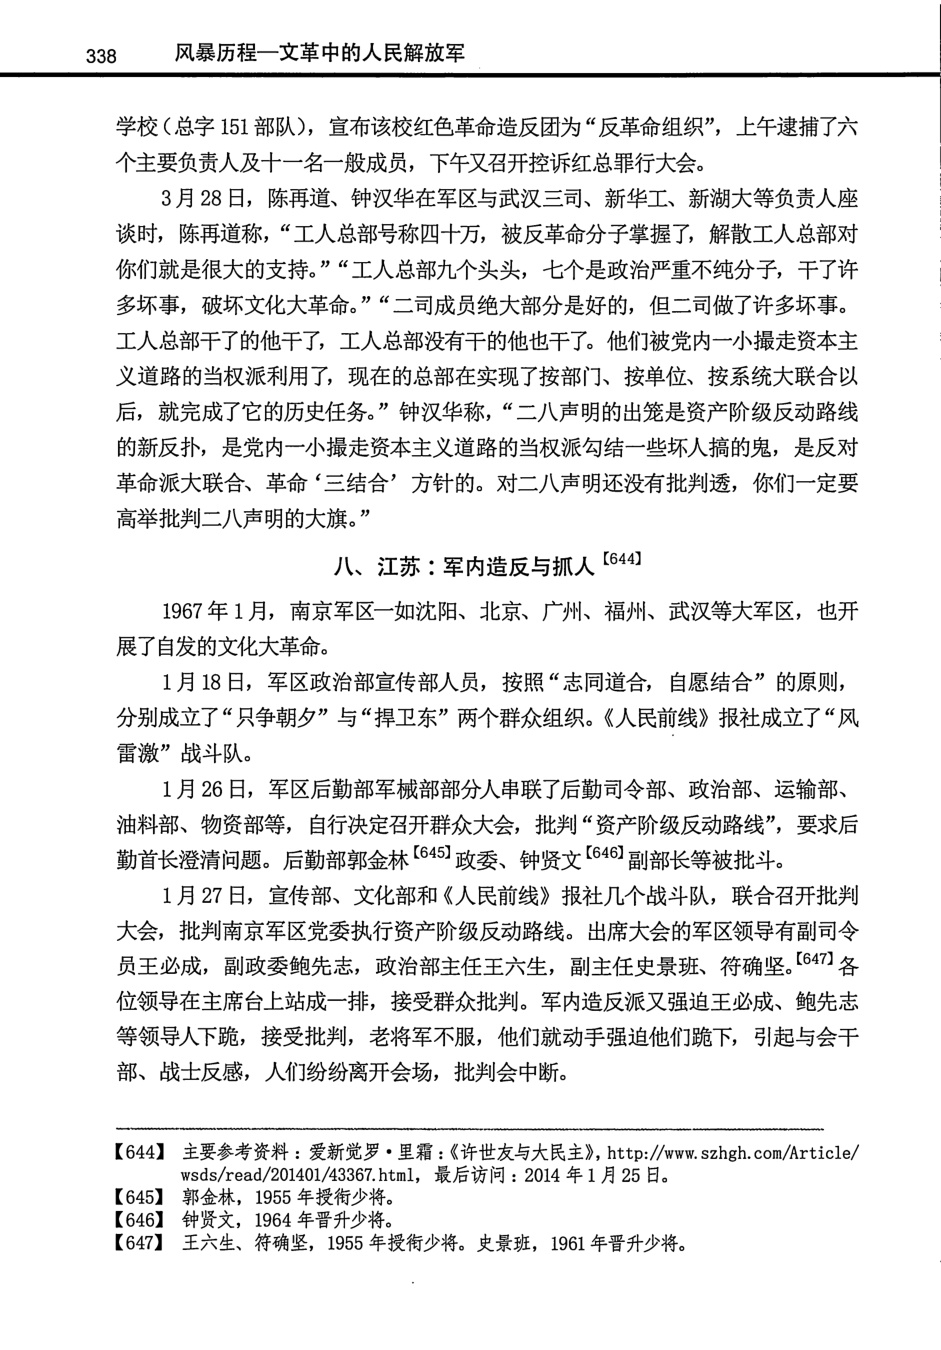 338 风暴历程—文革中的人民解放军
学校（总字151部队），宣布该校红色革命造反团为“反革命组织”，上午逮捕了六
个主要负责人及十一名一般成员，下午又召开控诉红总罪行大会。
3月28日，陈再道、钟汉华在军区与武汉三司、新华工、新湖大等负责人座
谈时，陈再道称，“工人总部号称四十万，被反革命分子掌握了，解散工人总部对
你们就是很大的支持。”“工人总部九个头头，七个是政治严重不纯分子，干了许
多坏事，破坏文化大革命。”“二司成员绝大部分是好的，但二司做了许多坏事。
工人总部干了的他干了，工人总部没有干的他也干了。他们被党内一小撮走资本主
义道路的当权派利用了，现在的总部在实现了按部门、按单位、按系统大联合以
后，就完成了它的历史任务。”钟汉华称，“二八声明的出笼是资产阶级反动路线
的新反扑，是党内一小撮走资本主义道路的当权派勾结一些坏人搞的鬼，是反对
革命派大联合、革命‘三结合’方针的。对二八声明还没有批判透，你们一定要
高举批判二八声明的大旗。”
八、江苏：军内造反与抓人【644】
1967年1月，南京军区一如沈阳、北京、广州、福州、武汉等大军区，也开
展了自发的文化大革命。
1月18日，军区政治部宣传部人员，按照“志同道合，自愿结合”的原则，
分别成立了“只争朝夕”与“捍卫东”两个群众组织。《人民前线》报社成立了“风
雷激”战斗队。
1月26日，军区后勤部军械部部分人串联了后勤司令部、政治部、运输部、
油料部、物资部等，自行决定召开群众大会，批判“资产阶级反动路线”，要求后
勤首长澄清问题。后勤部郭金林【645】政委、钟贤文【646】副部长等被批斗。
1月27日，宣传部、文化部和《人民前线》报社几个战斗队，联合召开批判
大会，批判南京军区党委执行资产阶级反动路线。出席大会的军区领导有副司令
员王必成，副政委鲍先志，政治部主任王六生，副主任史景班、符确坚。【647】各
位领导在主席台上站成一排，接受群众批判。军内造反派又强迫王必成、鲍先志
等领导人下跪，接受批判，老将军不服，他们就动手强迫他们跪下，引起与会干
部、战士反感，人们纷纷离开会场，批判会中断。
【644】 主要参考资料：爱新觉罗·里霜：《许世友与大民主》，http://www.szhgh.com/Article/
wsds/read/201401/43367.html，最后访问：2014年1月25日。
【645】 郭金林，1955年授衔少将。
【646】 钟贤文，1964年晋升少将。
【647】 王六生、符确坚，1955年授衔少将。史景班，1961年晋升少将。